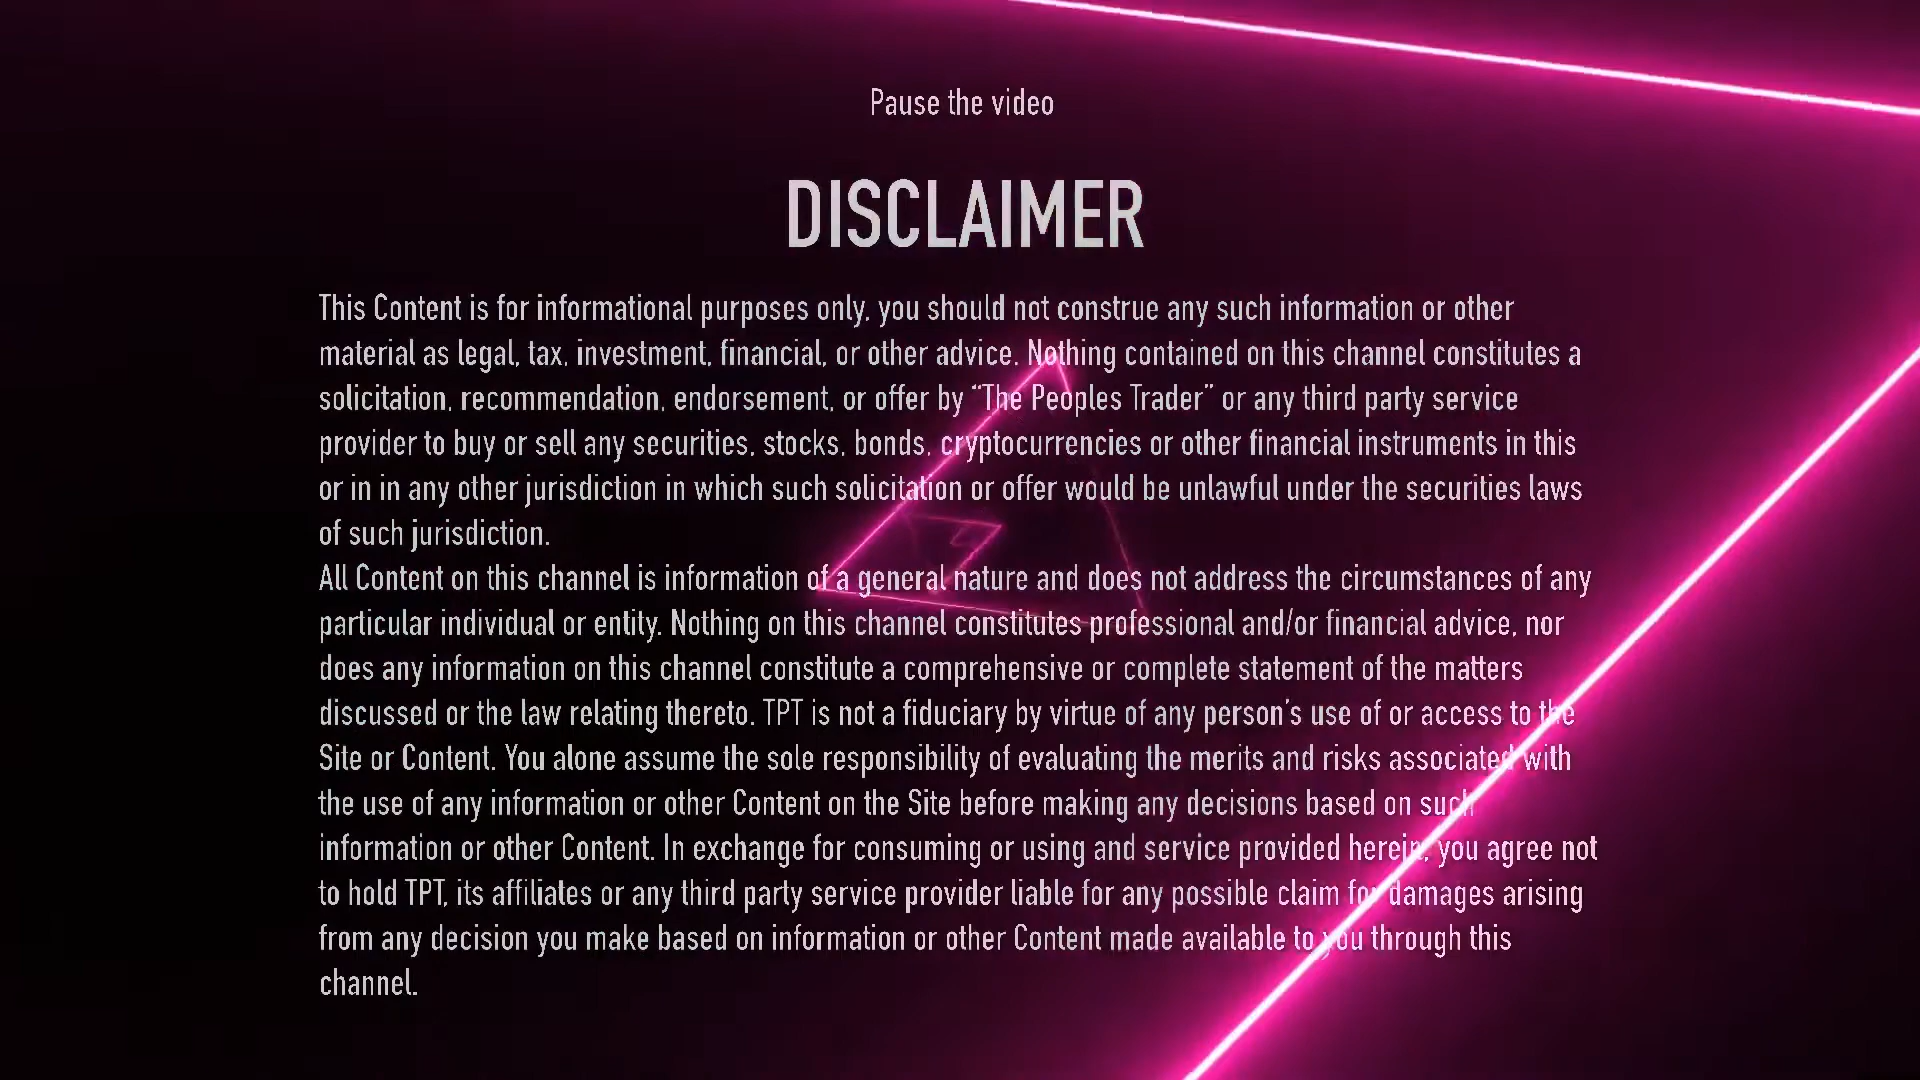 Pause the video
DISCLAIMER
This Content is for informational purposes only, you should not construe any such information or other
material as legal, tax, investment, financial, or other advice. Nothing contained on this channel constitutes a
solicitation, recommendation, endorsement, or offer by “The Peoples Trader” or any third party service
provider to buy or sell any securities, stocks, bonds, cryptocurrencies or other financial instruments in this
or in in any other jurisdiction in which such solicitation or offer would be unlawful under the securities laws
of such jurisdiction.
All Content on this channel is information of a general nature and does not address the circumstances of any
particular individual or entity. Nothing on this channel constitutes professional and/or financial advice, nor
does any information on this channel constitute a comprehensive or complete statement of the matters
discussed or the law relating thereto. TPT is not a fiduciary by virtue of any person’s use of or access to the
Site or Content. You alone assume the sole responsibility of evaluating the merits and risks associated with
the use of any information or other Content on the Site before making any decisions based on such
information or other Content. In exchange for consuming or using and service provided herein, you agree not
to hold TPT, its affiliates or any third party service provider liable for any possible claim for damages arising
from any decision you make based on information or other Content made available to you through this
channel.